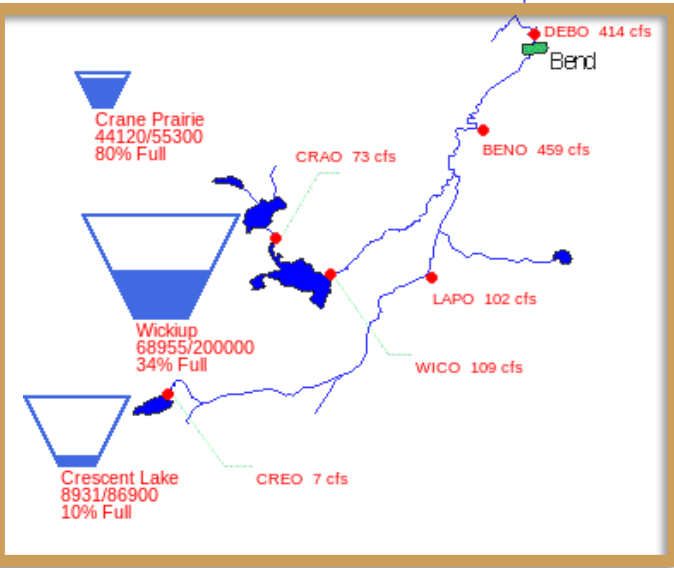 DEBO 414 cfs
Bend
Crane Prairie
44120/55300
80% Full
BENO 459 cfs
CRAO 73 cfs
LAPO 102 cfs
Wickiup
68955/200000
34% Full
WICO 109 cfs
Crescent Lake
8931/86900
10% Full
CREO 7 cfs